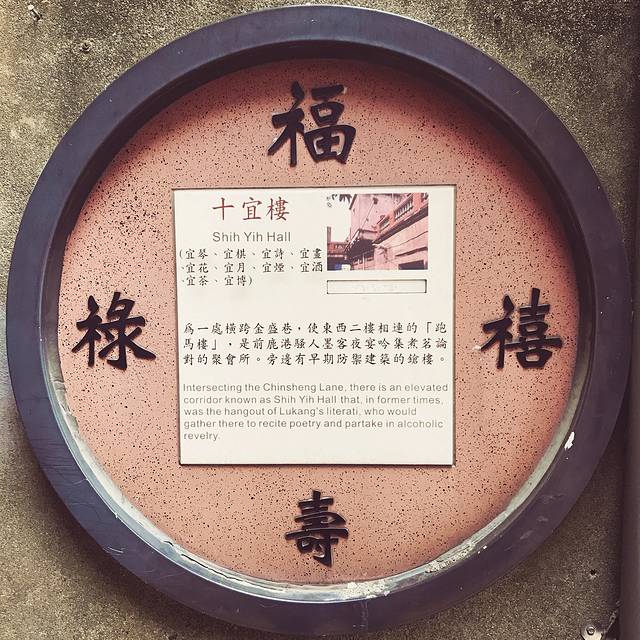 福
十宜樓
Shih Yih Hall
(宜琴、宜棋、宜詩、宜畫
、宜花、宜月、宜煙、宜酒
、宜茶、宜博)
祿
禧
為一處橫跨金盛巷，使東西二樓相連的「跑
馬樓」，是前鹿港騷人墨客夜宴吟集煮茗論
對的聚會所。旁邊有早期防禦建築的鎗樓。
Intersecting the Chinsheng Lane, there is an elevated
corridor known as Shih Yih Hall that, in former times,
was the hangout of Lukang's literati, who would
gather there to recite poetry and partake in alcoholic
revelry.
壽